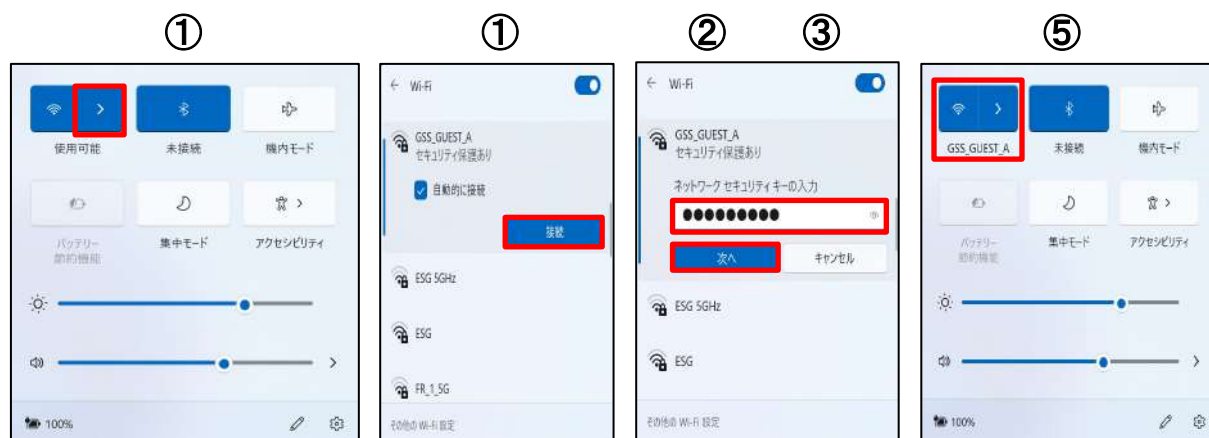 ①
①
②
③
⑤
使用可能
未接続
機内モード
バッテリー
節約機能
集中モード
アクセシビリティ
100%
Wi-Fi
GSS_GUEST_A
セキュリティ保護あり
自動的に接続
接続
ESG 5GHz
ESG
FR_1_5G
その他の Wi-Fi 設定
Wi-Fi
GSS_GUEST_A
セキュリティ保護あり
ネットワーク セキュリティ キーの入力
●●●●●●●●●
次へ
キャンセル
ESG 5GHz
ESG
その他の Wi-Fi 設定
GSS_GUEST_A
未接続
機内モード
バッテリー
節約機能
集中モード
アクセシビリティ
100%